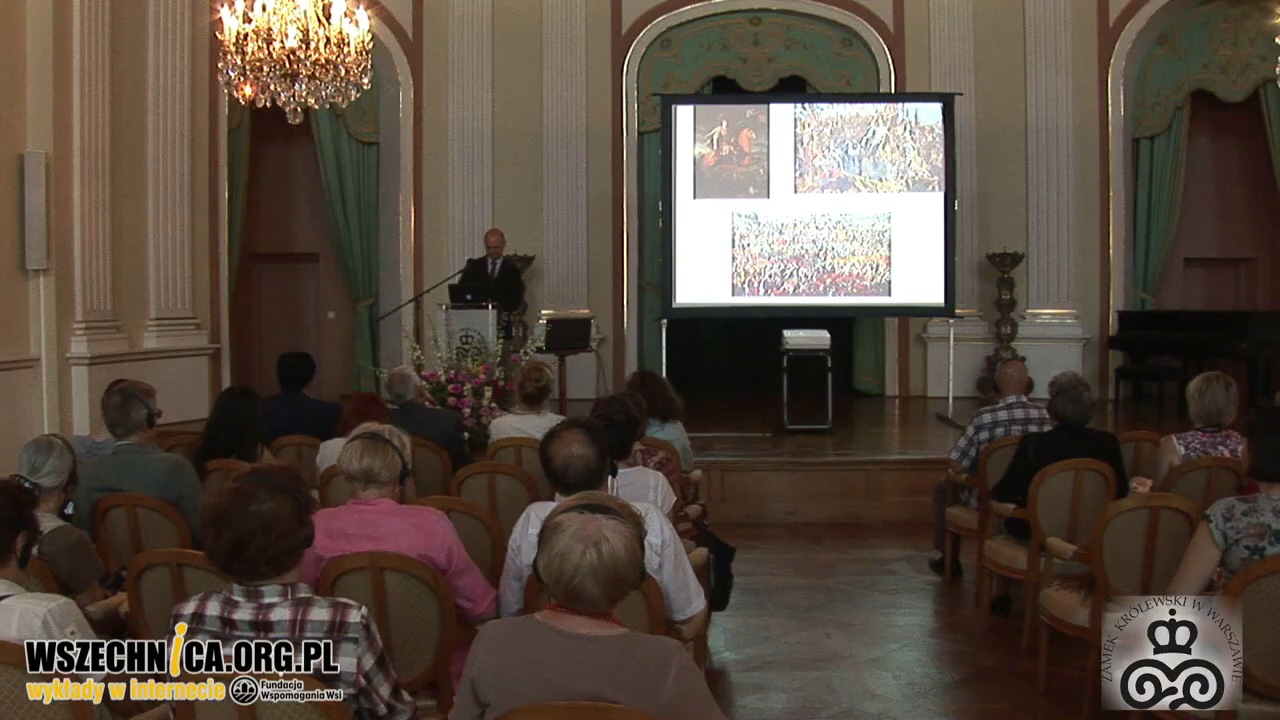 WSZECHNICA.ORG.PL
wykłady w Internecie
Fundacja
Wspomagania Wsi
ZAMEK KRÓLEWSKI W WARSZAWIE